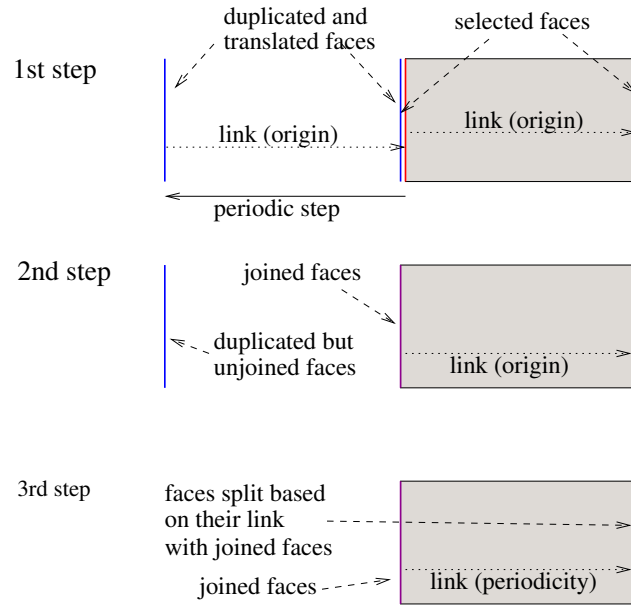 duplicated and
translated faces
selected faces
1st step
link (origin)
link (origin)
periodic step
2nd step
joined faces
duplicated but
unjoined faces
link (origin)
3rd step
faces split based
on their link
with joined faces
joined faces
link (periodicity)